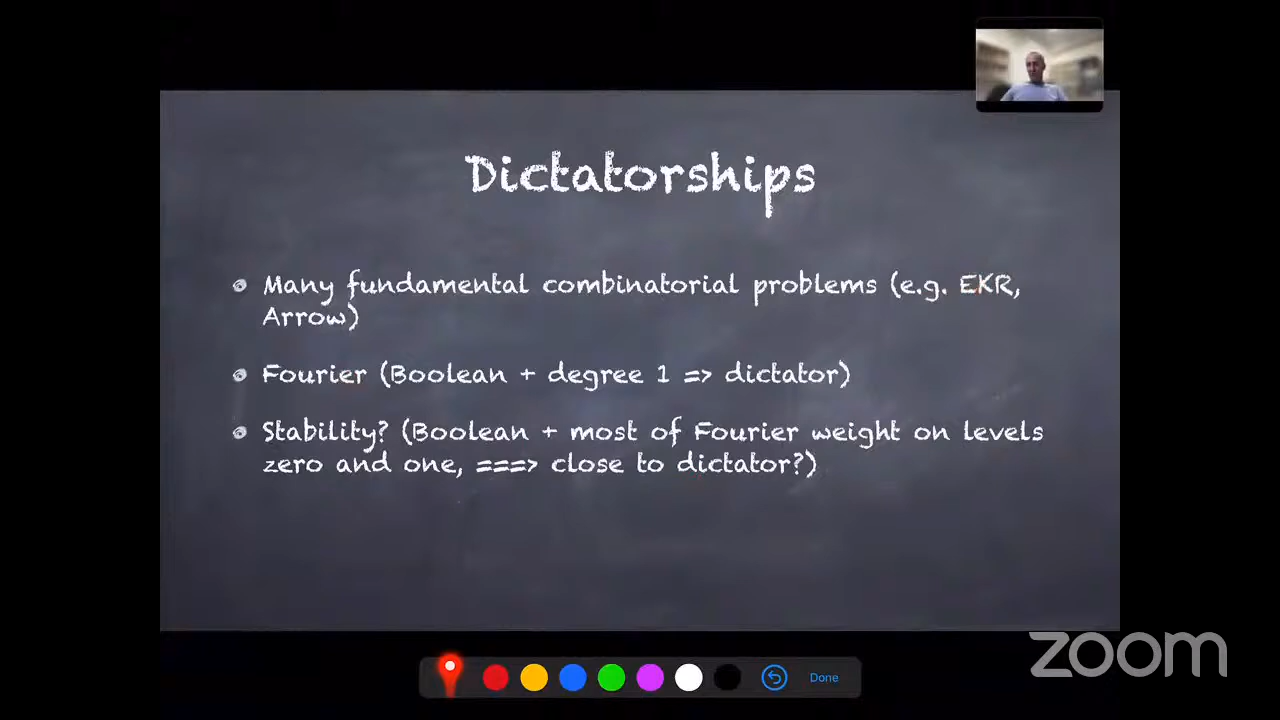 Dictatorships
Many fundamental combinatorial problems (e.g. EKR,
Arrow)
Fourier (Boolean + degree 1 => dictator)
Stability? (Boolean + most of Fourier weight on levels
zero and one, ===> close to dictator?)
zoom
Done